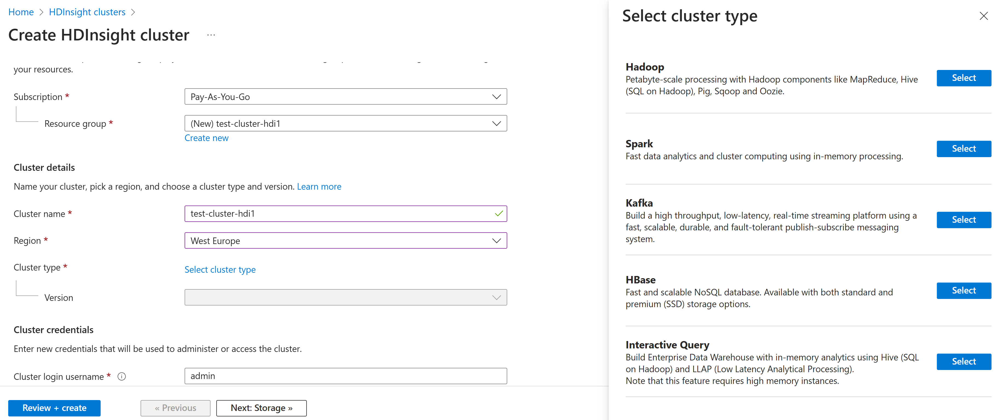 Home > HDInsight clusters >
Create HDInsight cluster ...
your resources.
Subscription *
Pay-As-You-Go
Resource group *
(New) test-cluster-hdi1
Create new
Cluster details
Name your cluster, pick a region, and choose a cluster type and version. Learn more
Cluster name *
test-cluster-hdi1
Region *
West Europe
Cluster type *
Select cluster type
Version
Cluster credentials
Enter new credentials that will be used to administer or access the cluster.
Cluster login username *
admin
Review + create
« Previous
Next: Storage »
Select cluster type
Hadoop
Petabyte-scale processing with Hadoop components like MapReduce, Hive
(SQL on Hadoop), Pig, Sqoop and Oozie.
Select
Spark
Fast data analytics and cluster computing using in-memory processing.
Select
Kafka
Build a high throughput, low-latency, real-time streaming platform using a
fast, scalable, durable, and fault-tolerant publish-subscribe messaging
system.
Select
HBase
Fast and scalable NoSQL database. Available with both standard and
premium (SSD) storage options.
Select
Interactive Query
Build Enterprise Data Warehouse with in-memory analytics using Hive (SQL
on Hadoop) and LLAP (Low Latency Analytical Processing).
Note that this feature requires high memory instances.
Select